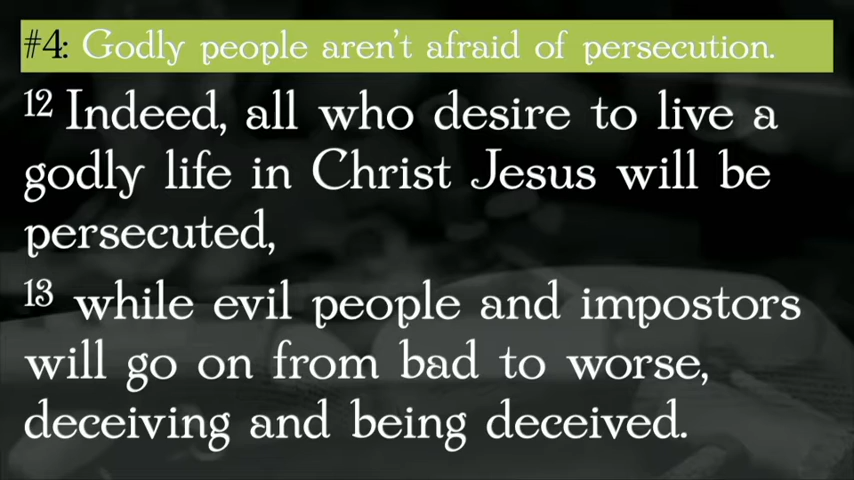 #4: Godly people aren't afraid of persecution.
12 Indeed, all who desire to live a
godly life in Christ Jesus will be
persecuted,
13 while evil people and impostors
will go on from bad to worse,
deceiving and being deceived.